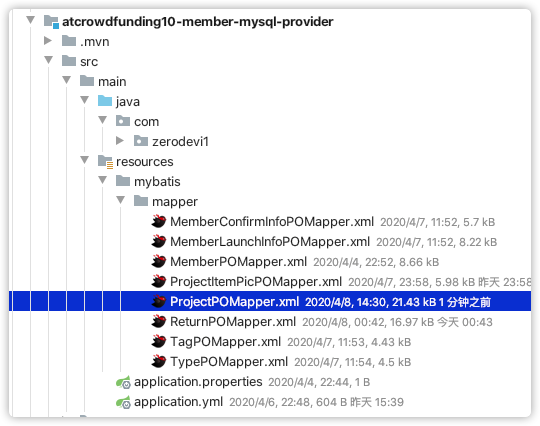 atcrowdfunding10-member-mysql-provider
.mvn
src
main
java
com
zerodevi1
resources
mybatis
mapper
MemberConfirmInfoPOMapper.xml 2020/4/7, 11:52, 5.7 kB
MemberLaunchInfoPOMapper.xml 2020/4/7, 11:52, 8.22 kB
MemberPOMapper.xml 2020/4/4, 22:52, 8.66 kB
ProjectItemPicPOMapper.xml 2020/4/7, 23:58, 5.98 kB 昨天 23:58
ProjectPOMapper.xml 2020/4/8, 14:30, 21.43 kB 1 分钟之前
ReturnPOMapper.xml 2020/4/8, 00:42, 16.97 kB 今天 00:43
TagPOMapper.xml 2020/4/7, 11:53, 4.43 kB
TypePOMapper.xml 2020/4/7, 11:54, 4.5 kB
application.properties 2020/4/4, 22:44, 1 B
application.yml 2020/4/6, 22:48, 604 B 昨天 15:39